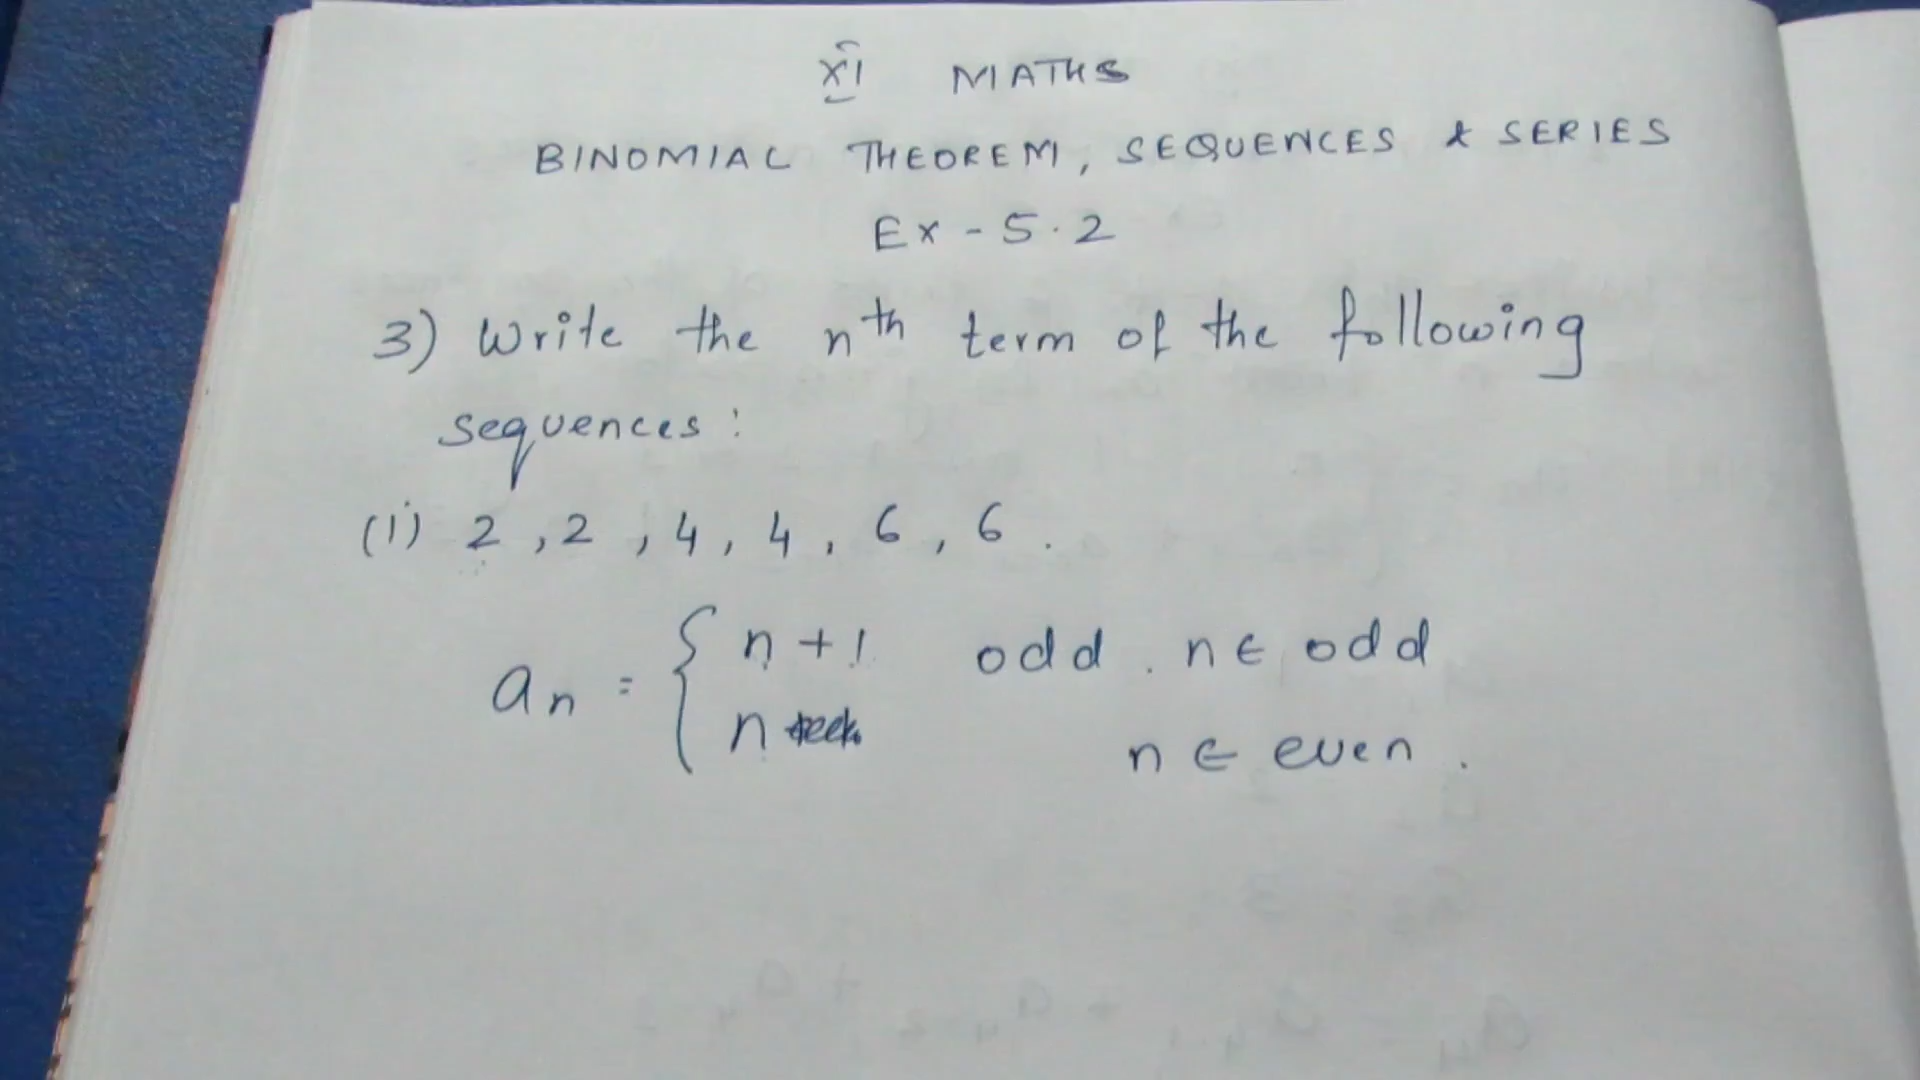 XI MATHS
BINOMIAL THEOREM, SEQUENCES & SERIES
Ex - 5.2
3) Write the nth term of the following
sequences:
(i) 2, 2, 4, 4, 6, 6.
an = { n + 1 odd. n ∈ odd
n n ∈ even.